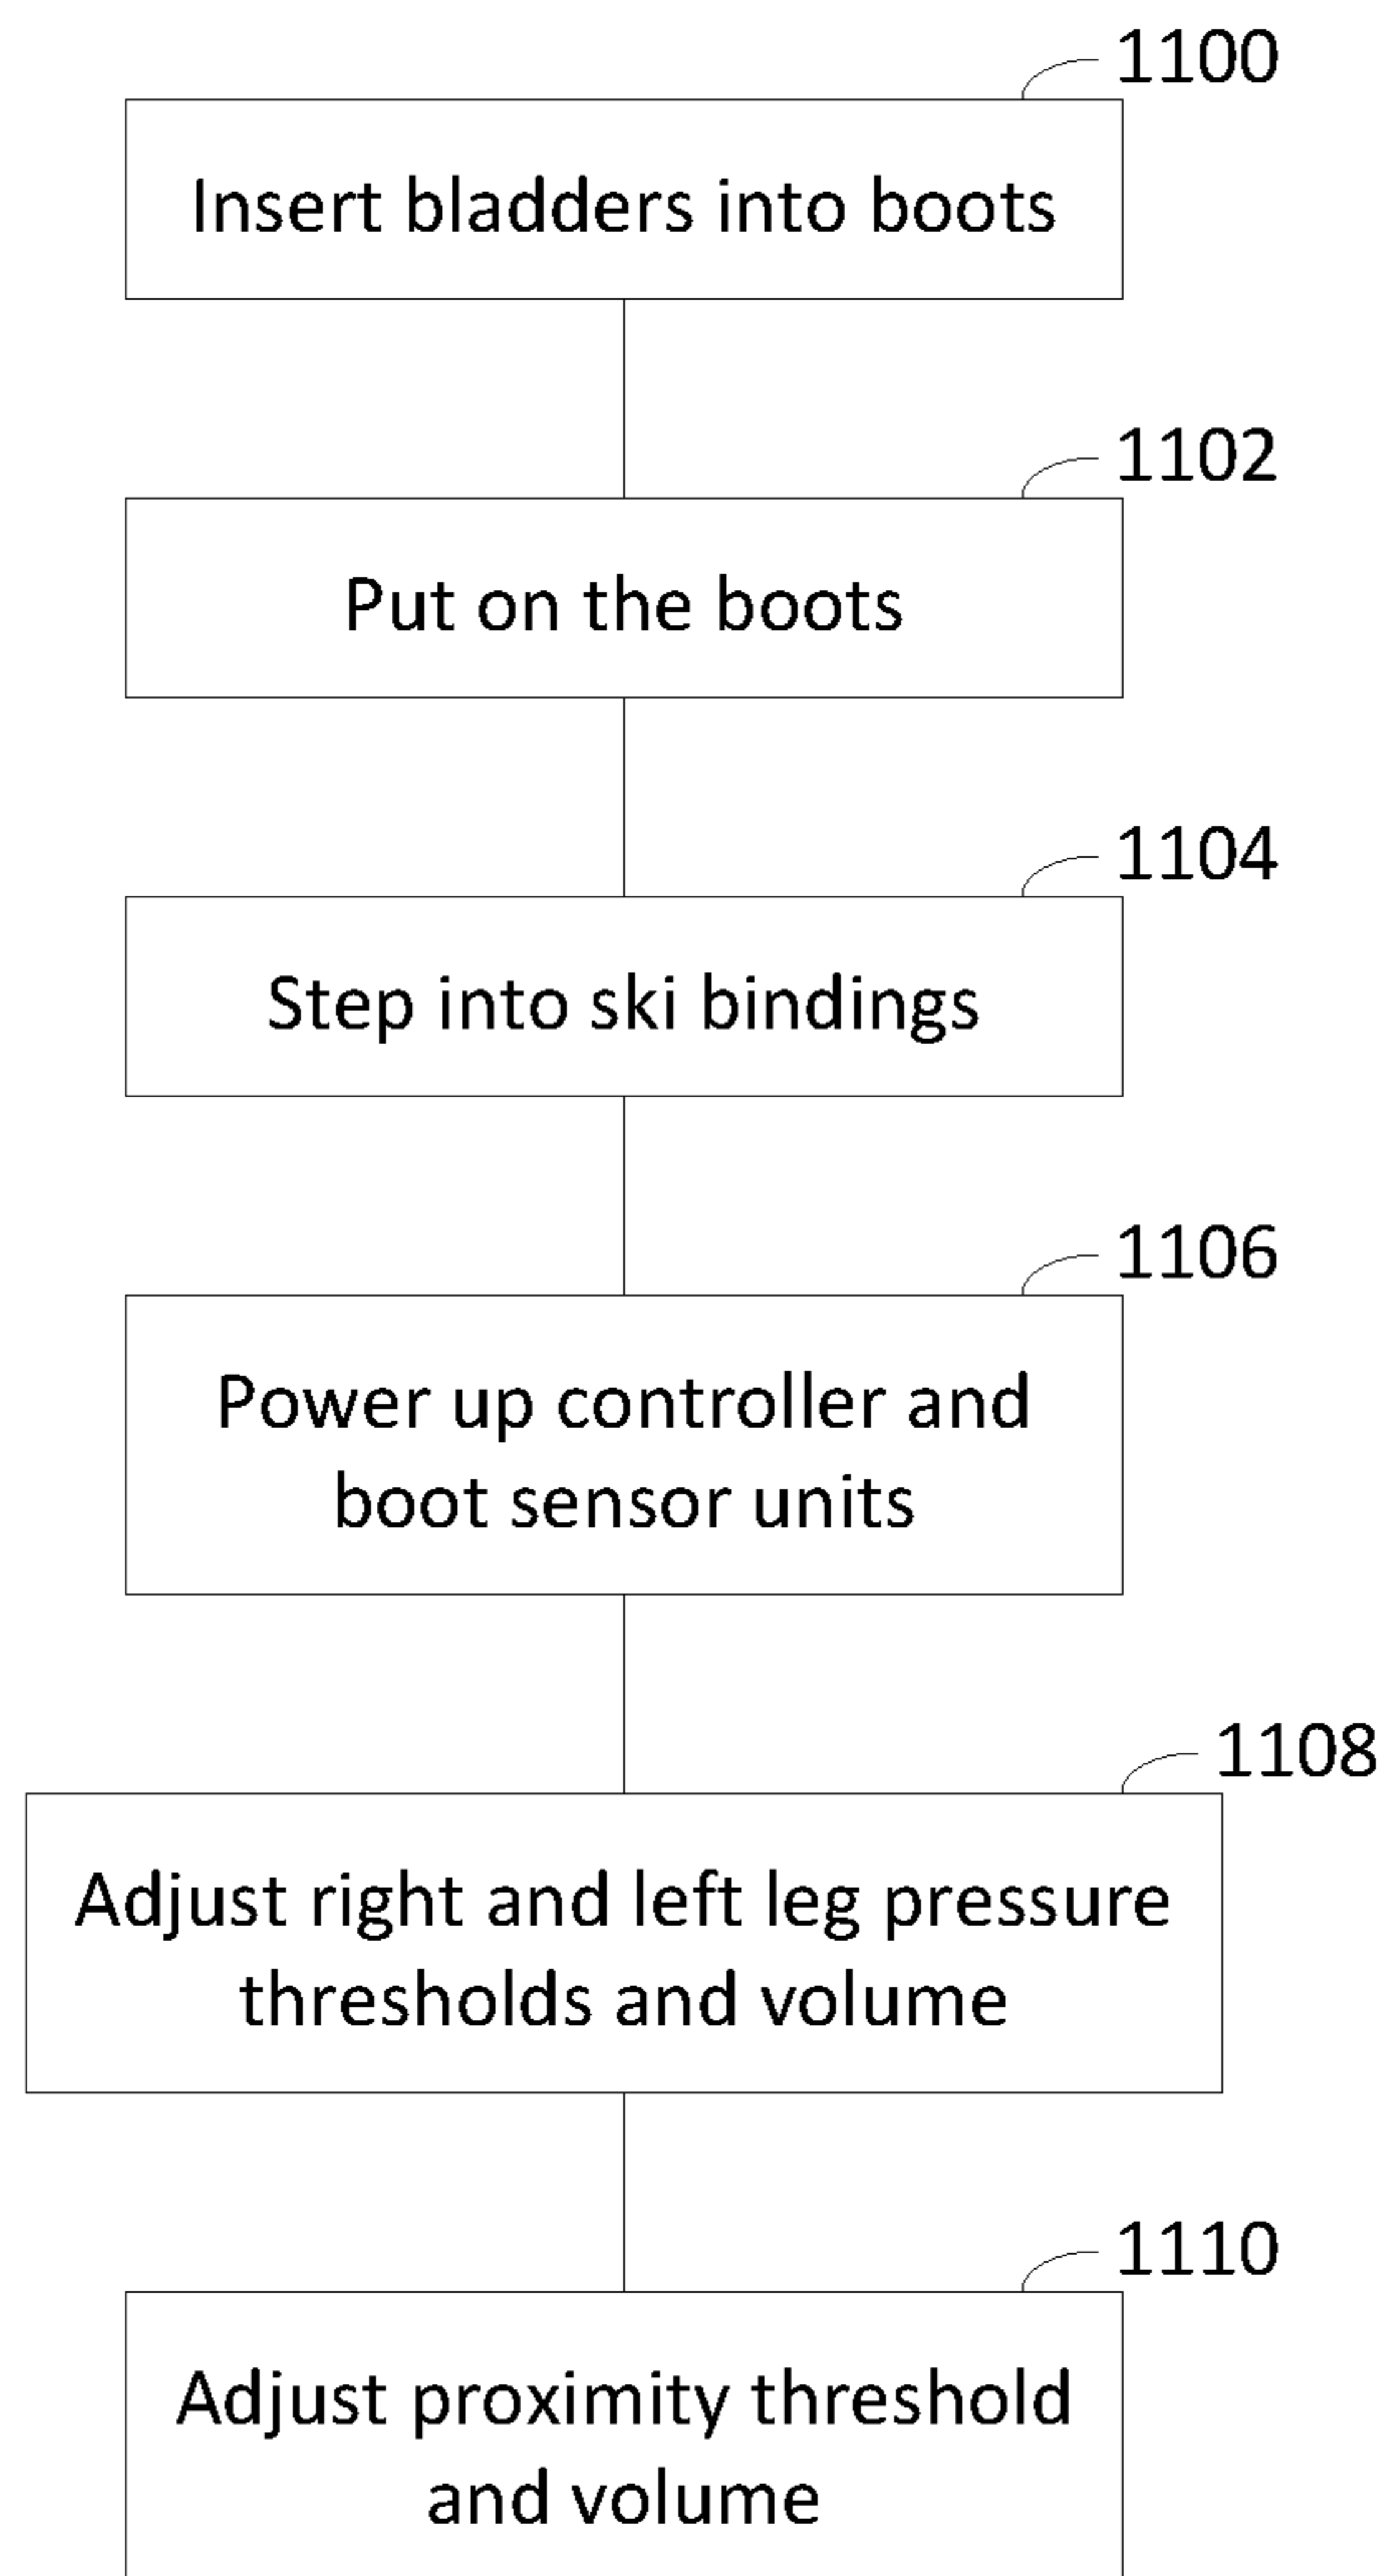 1100
Insert bladders into boots
1102
Put on the boots
1104
Step into ski bindings
1106
Power up controller and
boot sensor units
1108
Adjust right and left leg pressure
thresholds and volume
1110
Adjust proximity threshold
and volume